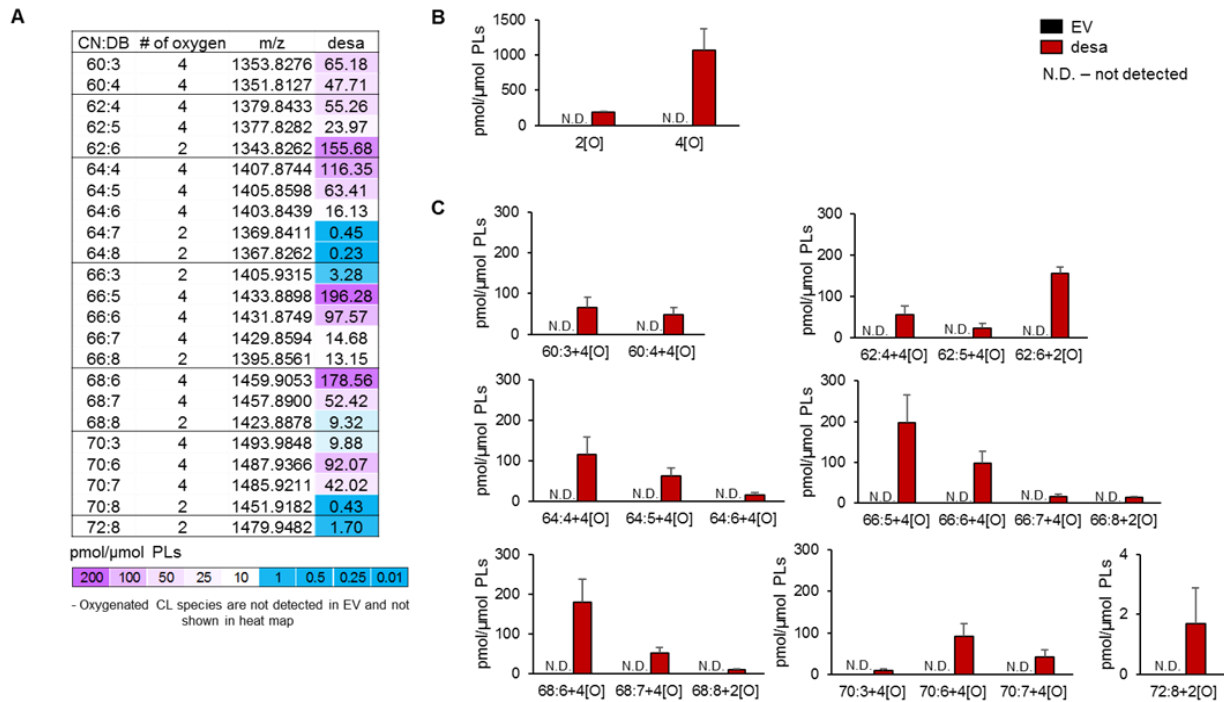 A
CN:DB # of oxygen m/z desa
60:3 4 1353.8276 65.18
60:4 4 1351.8127 47.71
62:4 4 1379.8433 55.26
62:5 4 1377.8282 23.97
62:6 2 1343.8262 155.68
64:4 4 1407.8744 116.35
64:5 4 1405.8598 63.41
64:6 4 1403.8439 16.13
64:7 2 1369.8411 0.45
64:8 2 1367.8262 0.23
66:3 2 1405.9315 3.28
66:5 4 1433.8898 196.28
66:6 4 1431.8749 97.57
66:7 4 1429.8594 14.68
66:8 2 1395.8561 13.15
68:6 4 1459.9053 178.56
68:7 4 1457.8900 52.42
68:8 2 1423.8878 9.32
70:3 4 1493.9848 9.88
70:6 4 1487.9366 92.07
70:7 4 1485.9211 42.02
70:8 2 1451.9182 0.43
72:8 2 1479.9482 1.70
pmol/µmol PLs
200 100 50 25 10 1 0.5 0.25 0.01
- Oxygenated CL species are not detected in EV and not
shown in heat map
B
pmol/µmol PLs
1500
1000
500
0
N.D. N.D.
2[O] 4[O]
EV
desa
N.D. – not detected
C
pmol/µmol PLs
300
200
100
0
N.D. N.D.
60:3+4[O] 60:4+4[O]
pmol/µmol PLs
300
200
100
0
N.D. N.D. N.D.
62:4+4[O] 62:5+4[O] 62:6+2[O]
pmol/µmol PLs
300
200
100
0
N.D. N.D. N.D.
64:4+4[O] 64:5+4[O] 64:6+4[O]
pmol/µmol PLs
300
200
100
0
N.D. N.D. N.D. N.D.
66:5+4[O] 66:6+4[O] 66:7+4[O] 66:8+2[O]
pmol/µmol PLs
300
200
100
0
N.D. N.D. N.D.
68:6+4[O] 68:7+4[O] 68:8+2[O]
pmol/µmol PLs
300
200
100
0
N.D. N.D. N.D.
70:3+4[O] 70:6+4[O] 70:7+4[O]
pmol/µmol PLs
4
2
0
N.D.
72:8+2[O]